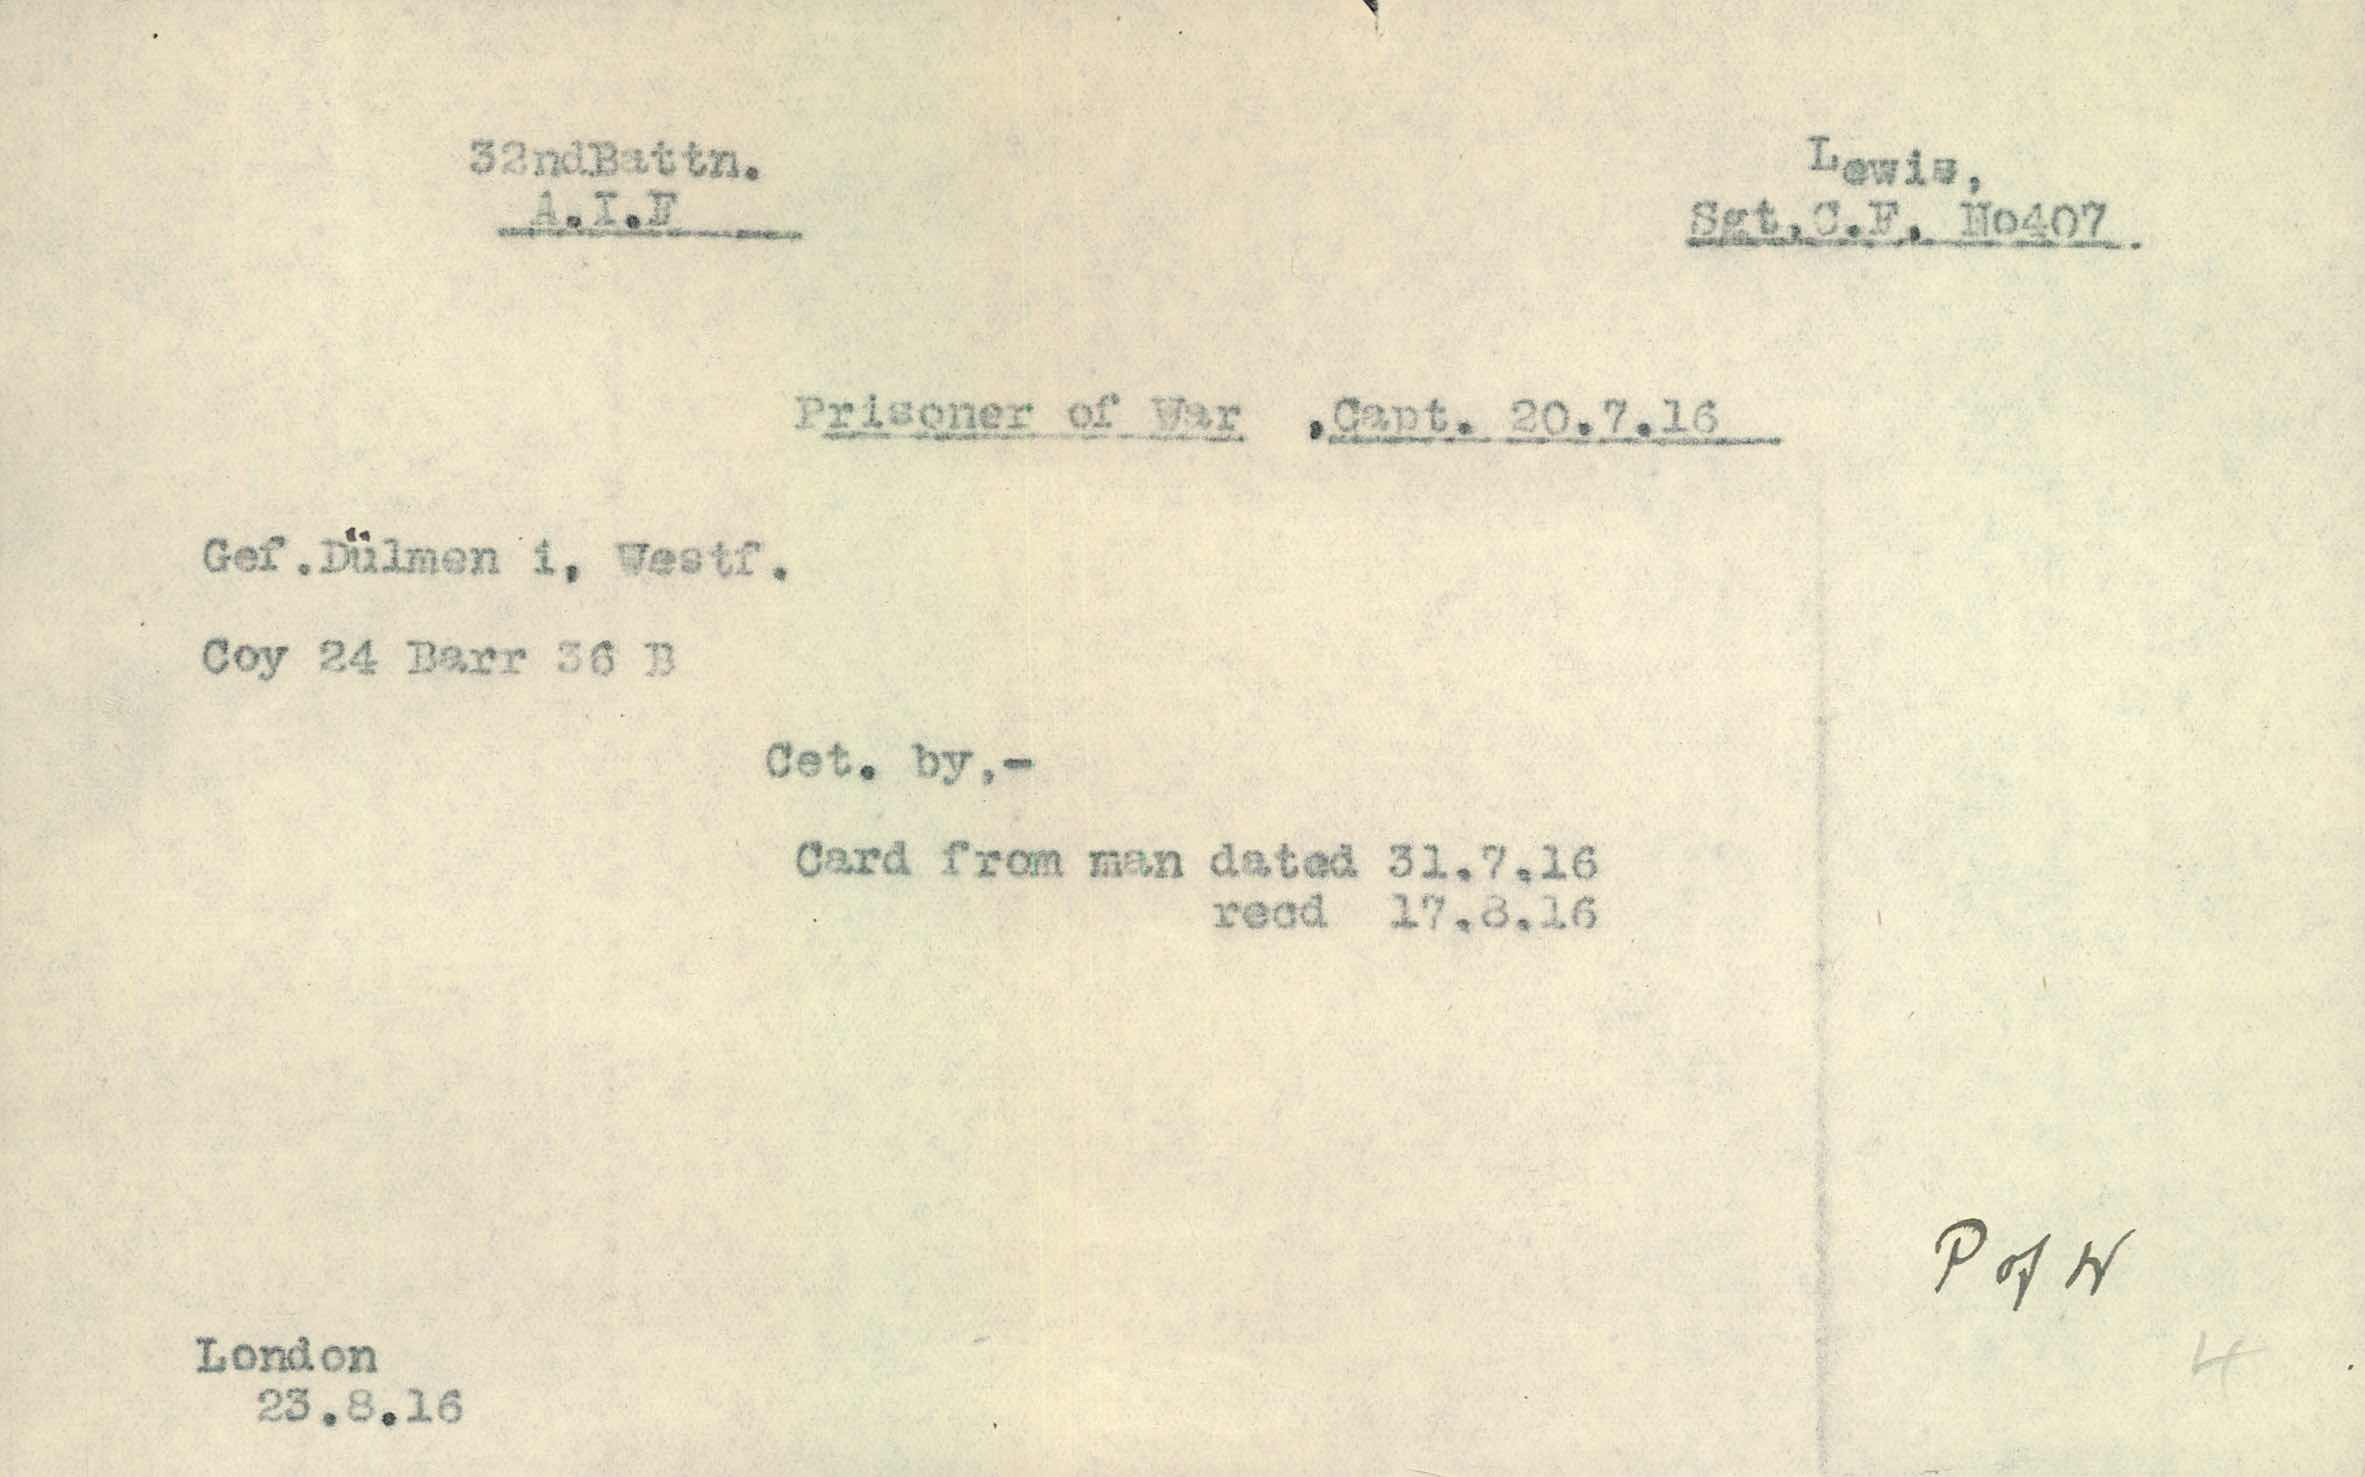 32ndBattn.
A.I.F
Lewis,
Sgt.C.F. No407.
Prisoner of War ,Capt. 20.7.16
Gef.Dülmen i, Westf.
Coy 24 Barr 36 B
Cet. by,-
Card from man dated 31.7.16
recd 17.8.16
P of W
4
London
23.8.16